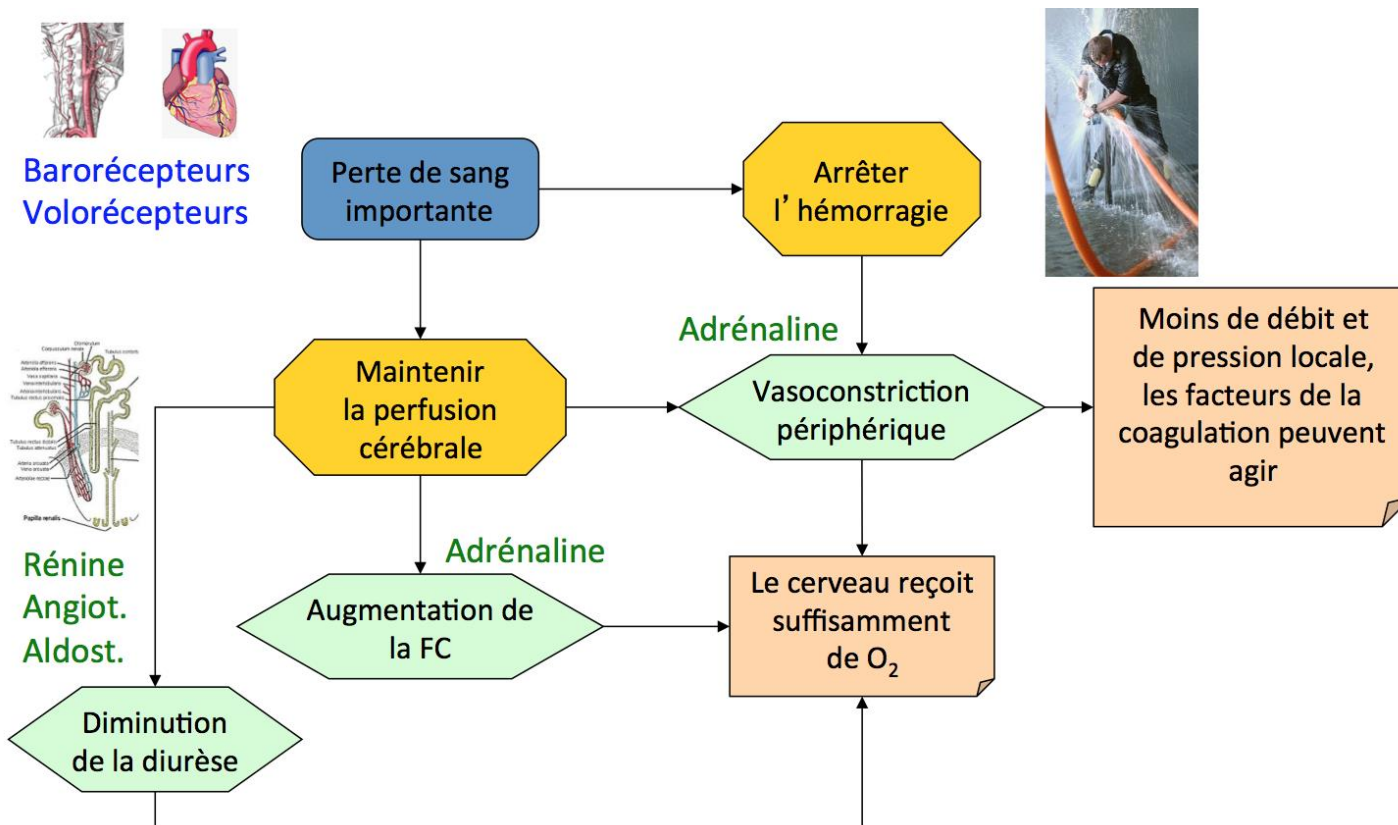 Barorécepteurs
Volorécepteurs
Perte de sang
importante
Arrêter
l’ hémorragie
Adrénaline
Moins de débit et
de pression locale,
les facteurs de la
coagulation peuvent
agir
Maintenir
la perfusion
cérébrale
Vasoconstriction
périphérique
Papilla renalis
Rénine
Angiot.
Aldost.
Adrénaline
Augmentation de
la FC
Le cerveau reçoit
suffisamment
de O₂
Diminution
de la diurèse